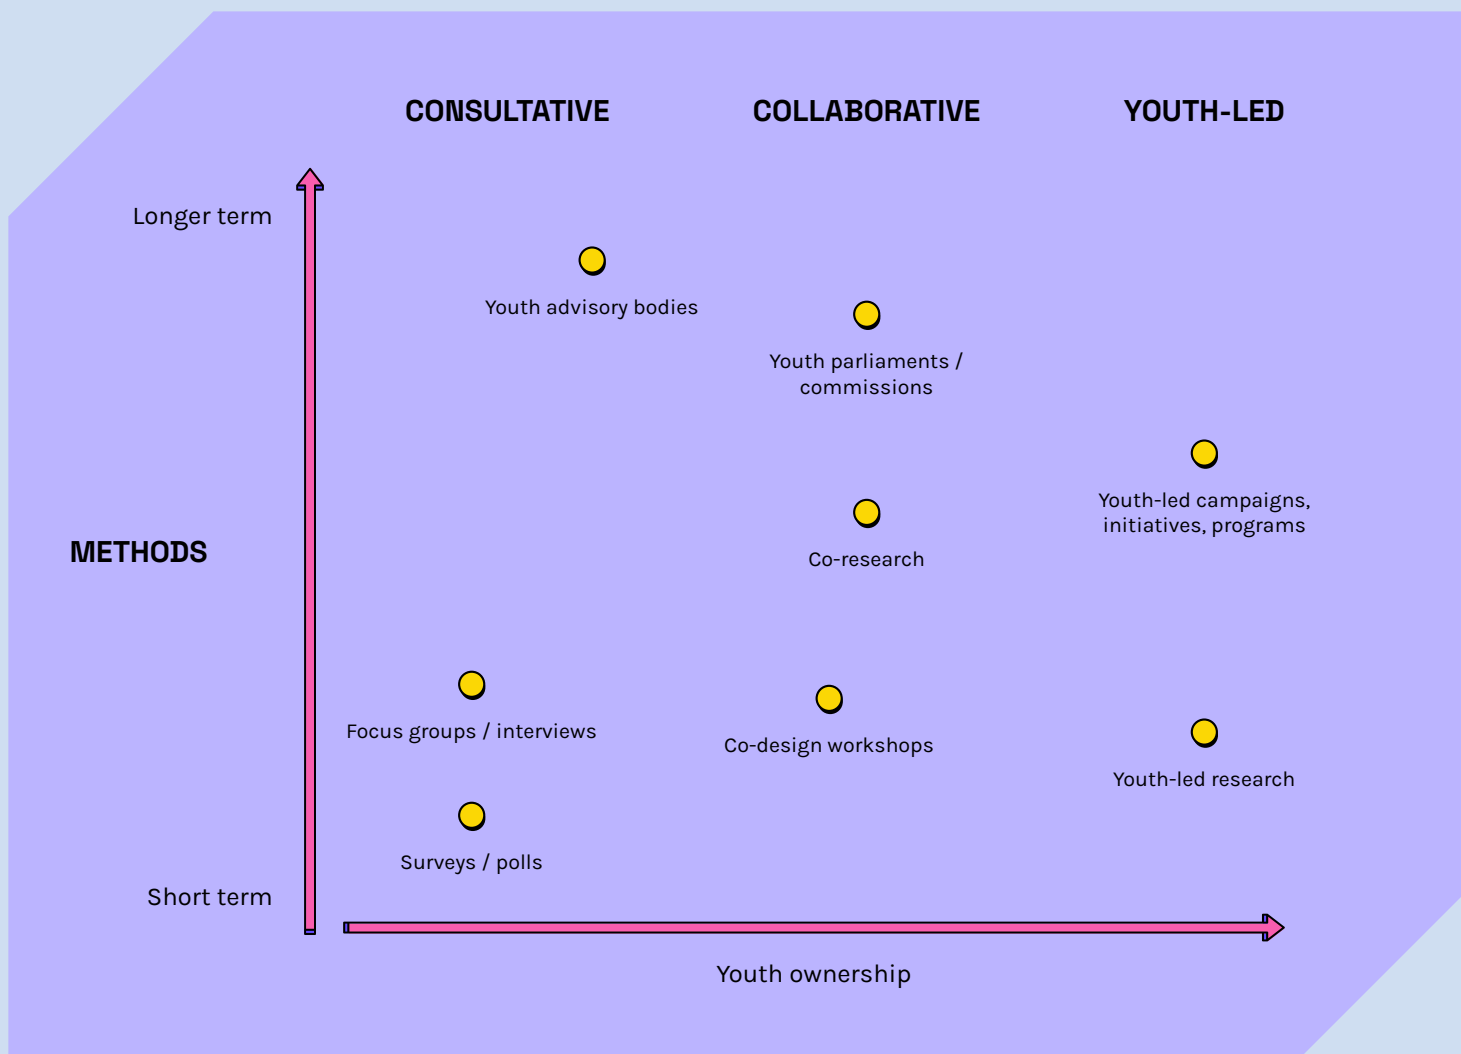 CONSULTATIVE
COLLABORATIVE
YOUTH-LED
Longer term
Youth advisory bodies
Youth parliaments /
commissions
Youth-led campaigns,
initiatives, programs
METHODS
Co-research
Focus groups / interviews
Co-design workshops
Youth-led research
Surveys / polls
Short term
Youth ownership